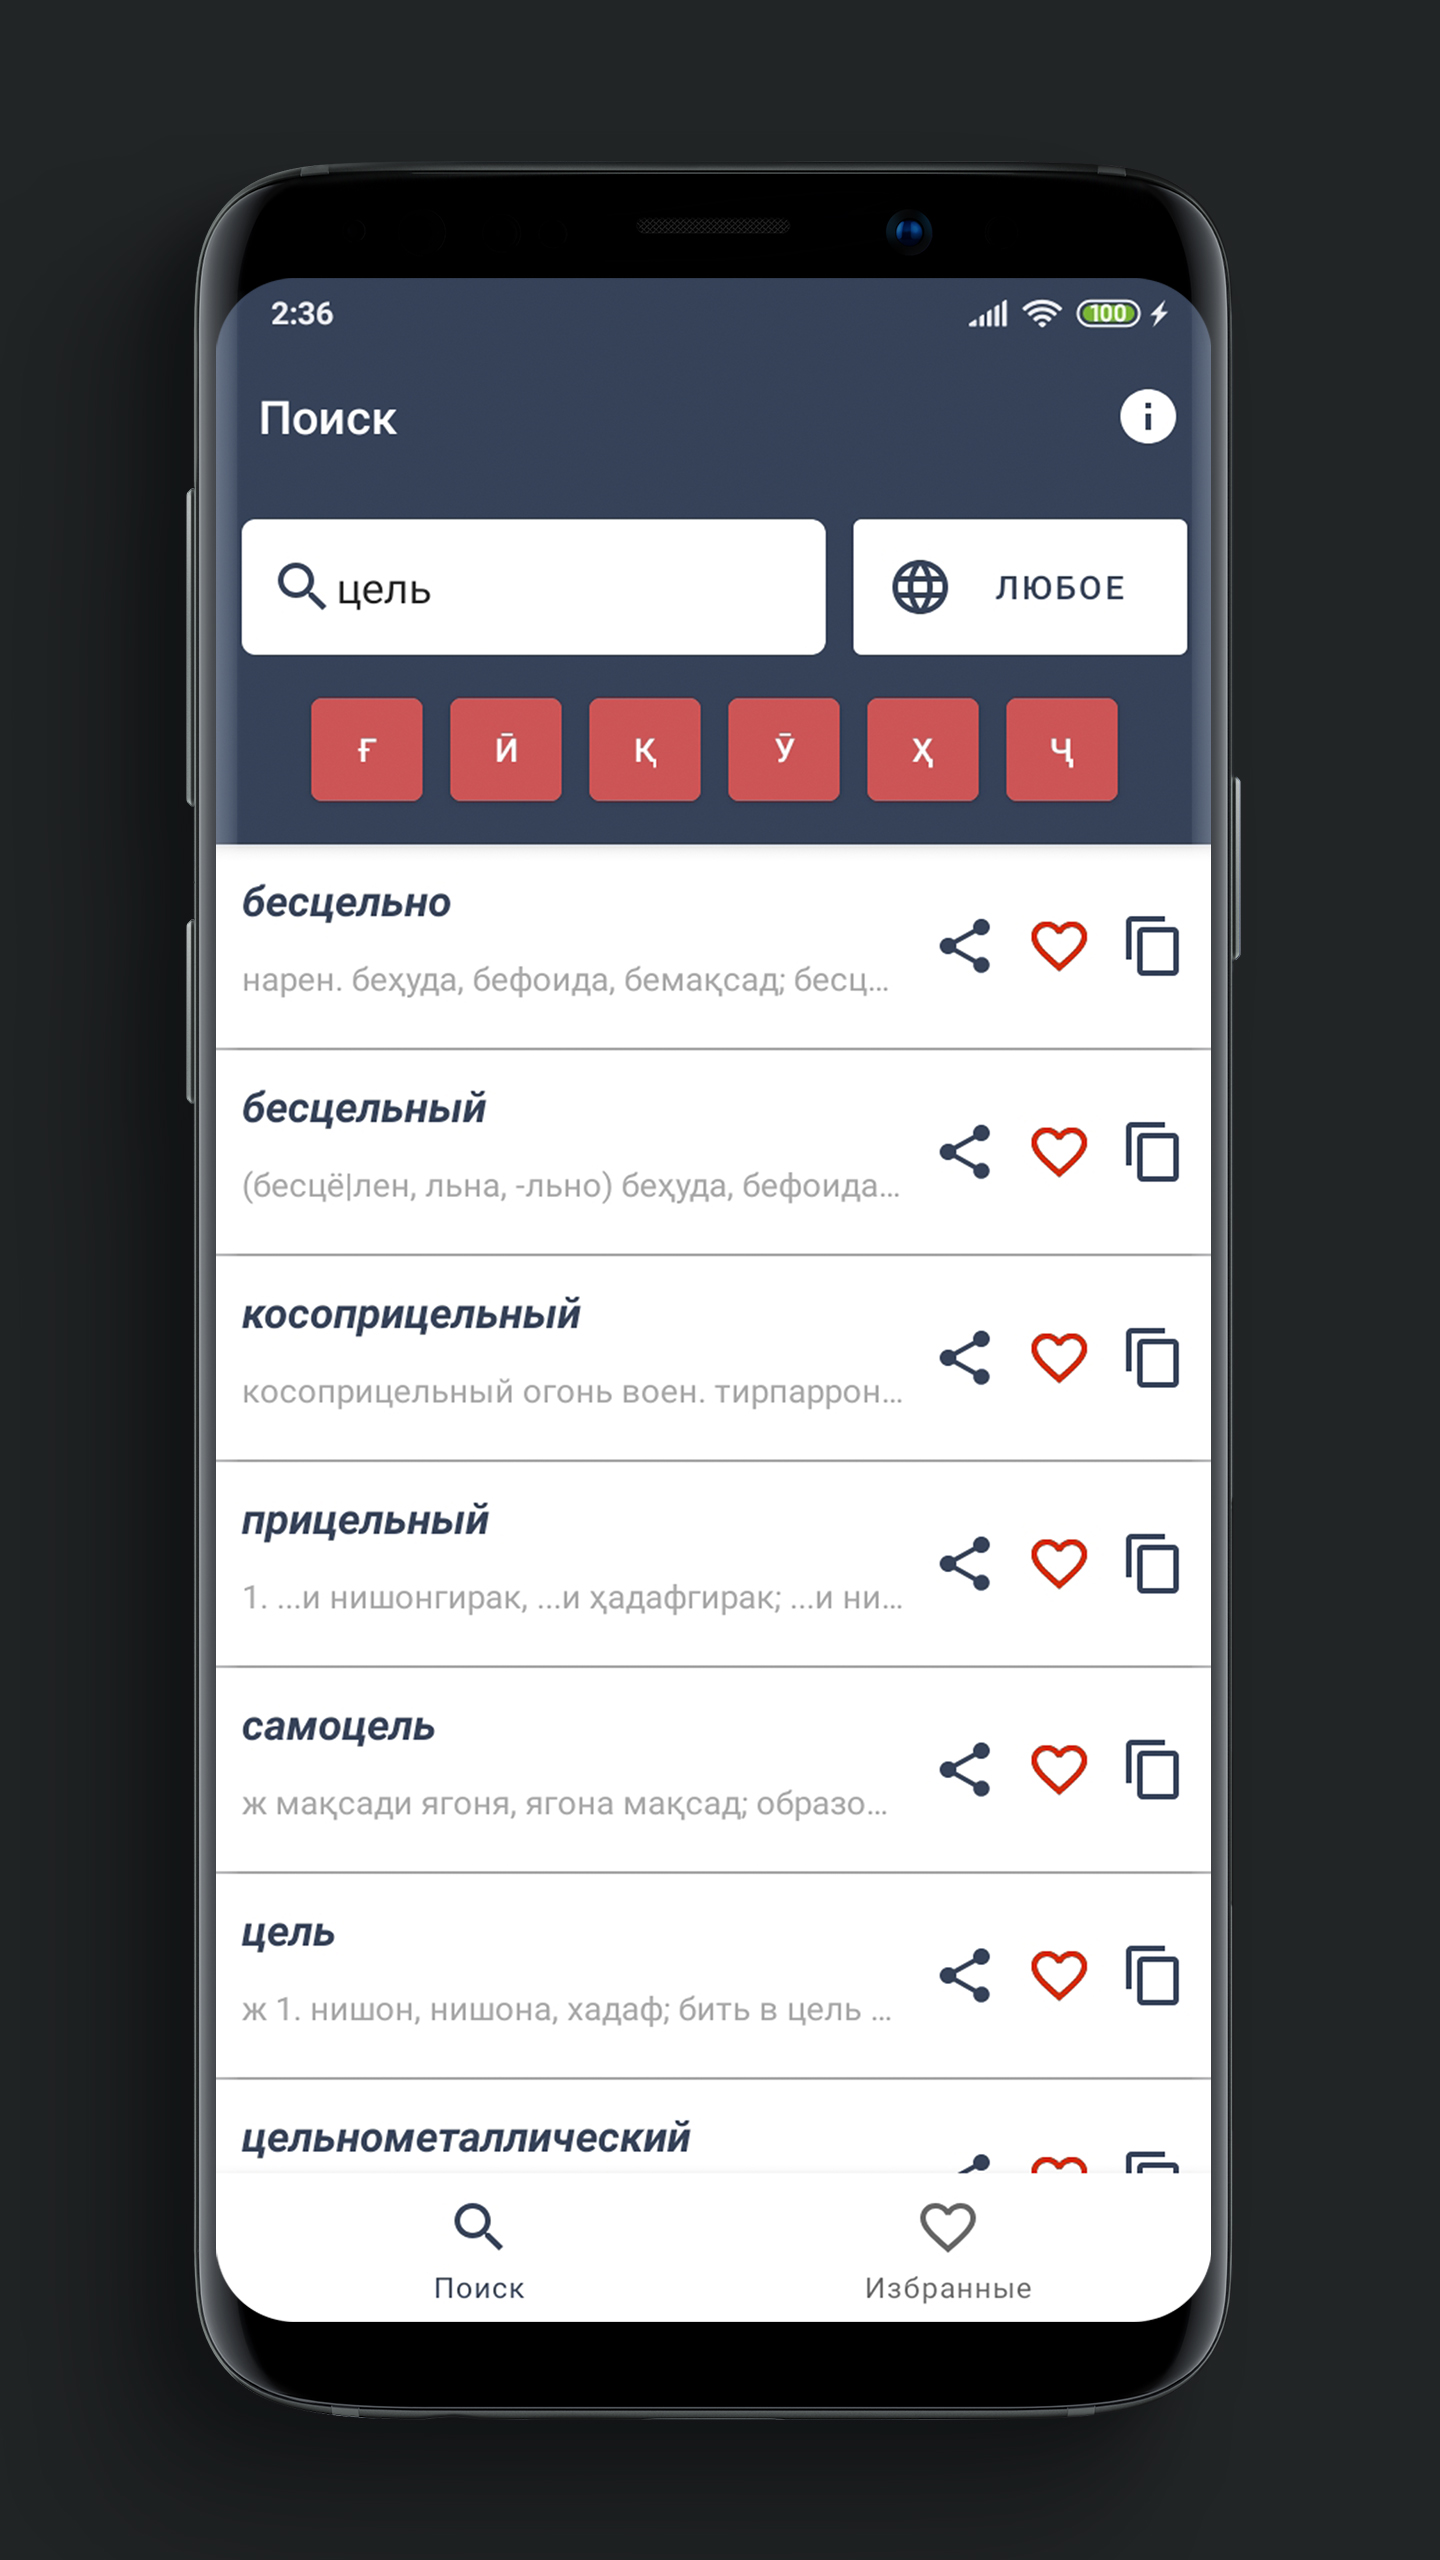 2:36
100
Поиск
цель
ЛЮБОЕ
Ғ Ӣ Қ Ӯ Ҳ Ҷ
бесцельно
нарен. беҳуда, бефоида, бемақсад; бесц...
бесцельный
(бесцё|лен, льна, -льно) беҳуда, бефоида...
косоприцельный
косоприцельный огонь воен. тирпаррон...
прицельный
1. ...и нишонгирак, ...и ҳадафгирак; ...и ни...
самоцель
ж мақсади ягоня, ягона мақсад; образо...
цель
ж 1. нишон, нишона, хадаф; бить в цель ...
цельнометаллический
Поиск
Избранные